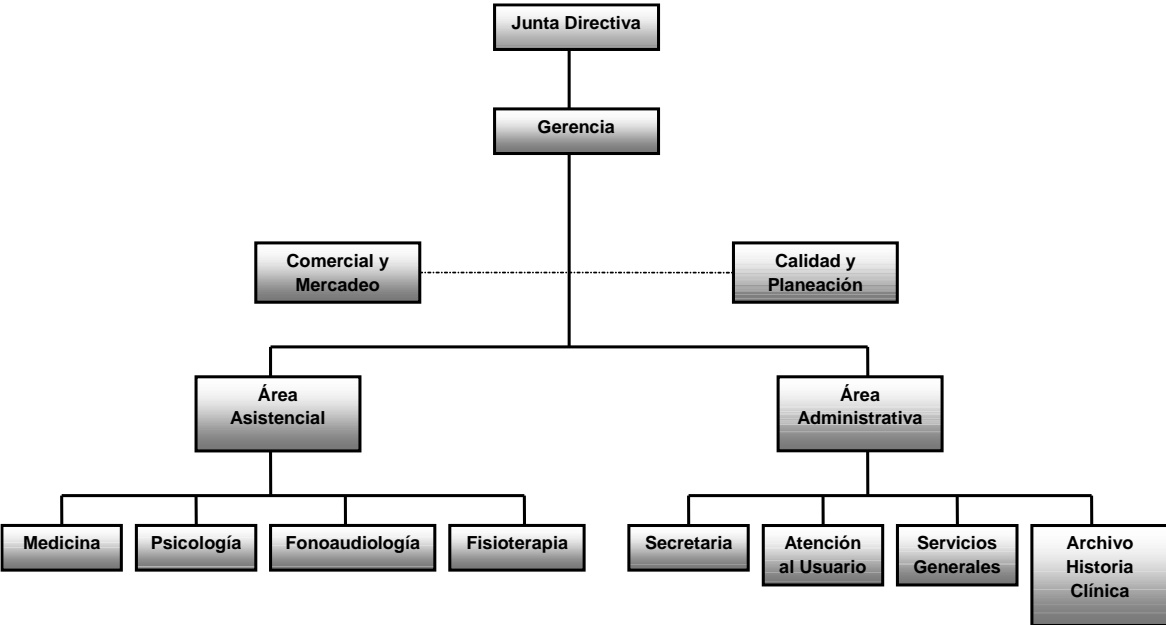 Junta Directiva
Gerencia
Comercial y
Mercadeo
Calidad y
Planeación
Área
Asistencial
Área
Administrativa
Medicina
Psicología
Fonoaudiología
Fisioterapia
Secretaria
Atención
al Usuario
Servicios
Generales
Archivo
Historia
Clínica